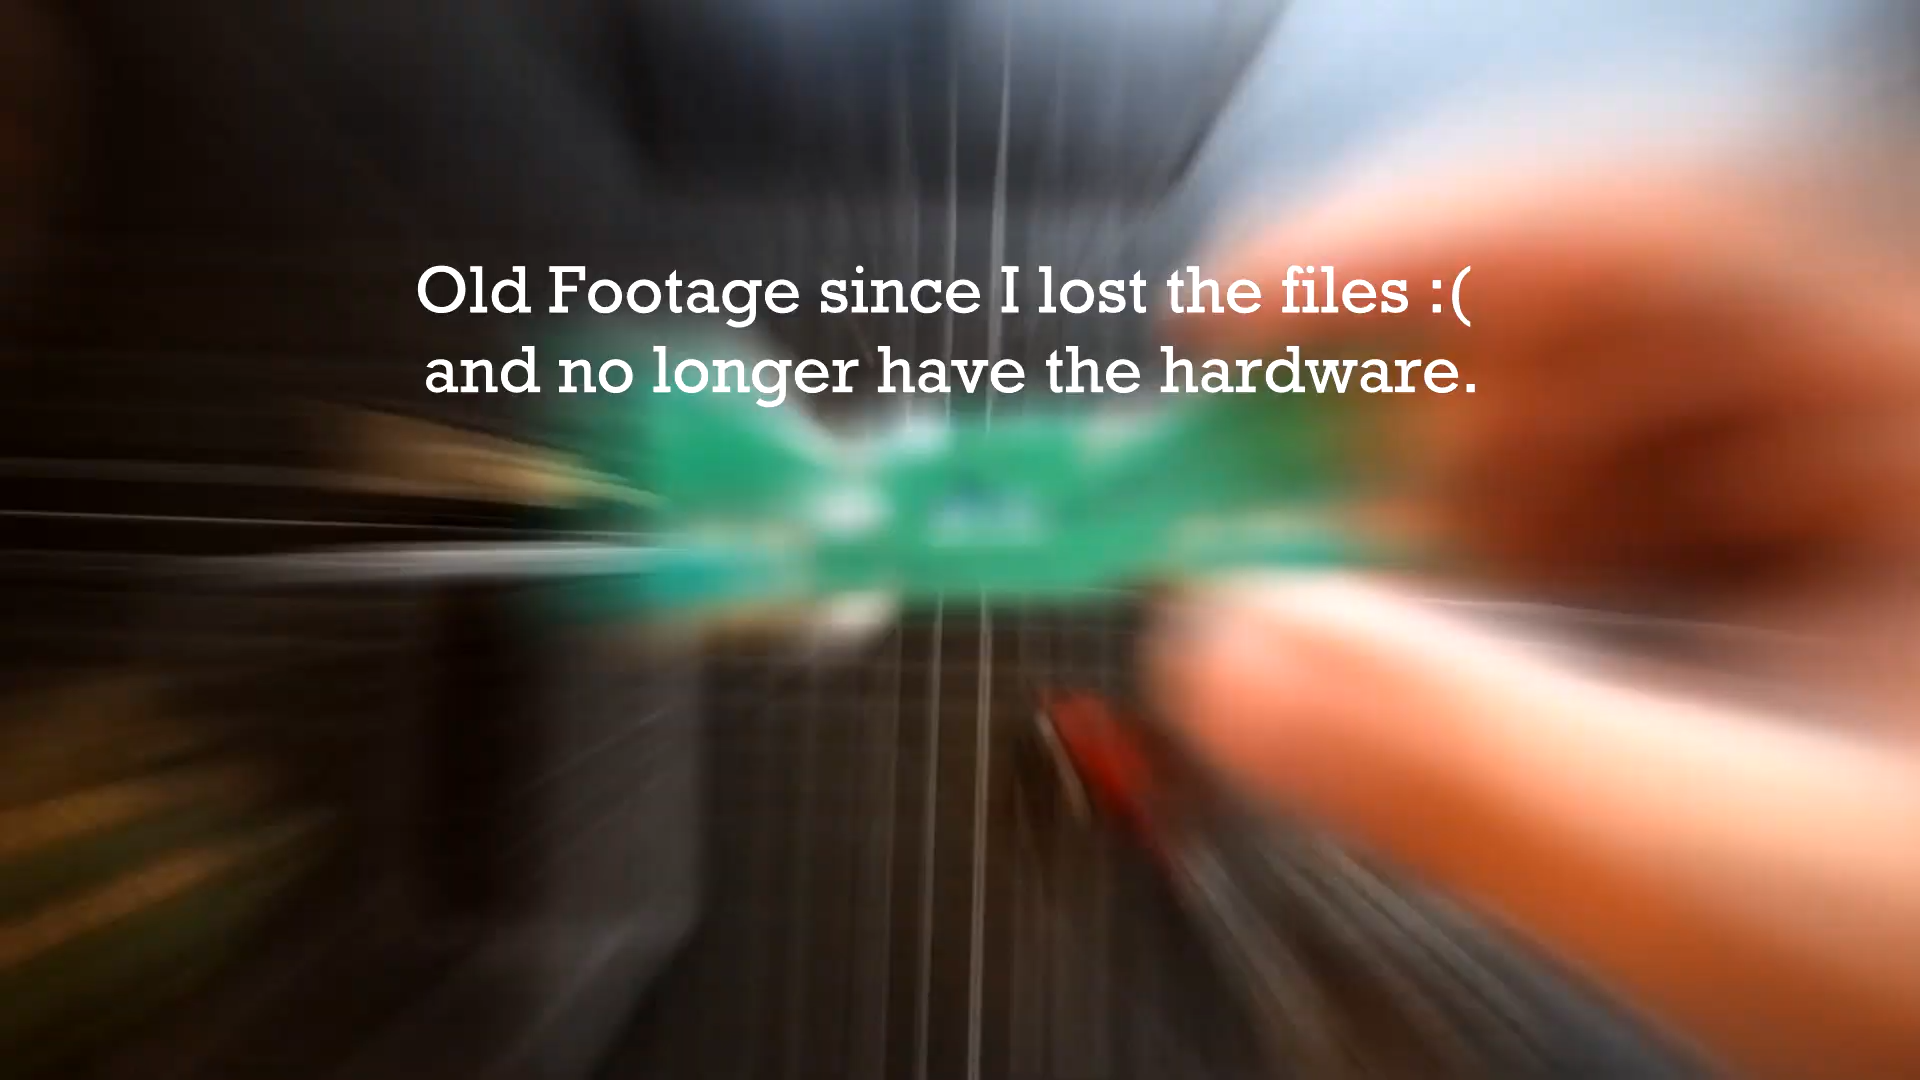 Old Footage since I lost the files :(
and no longer have the hardware.